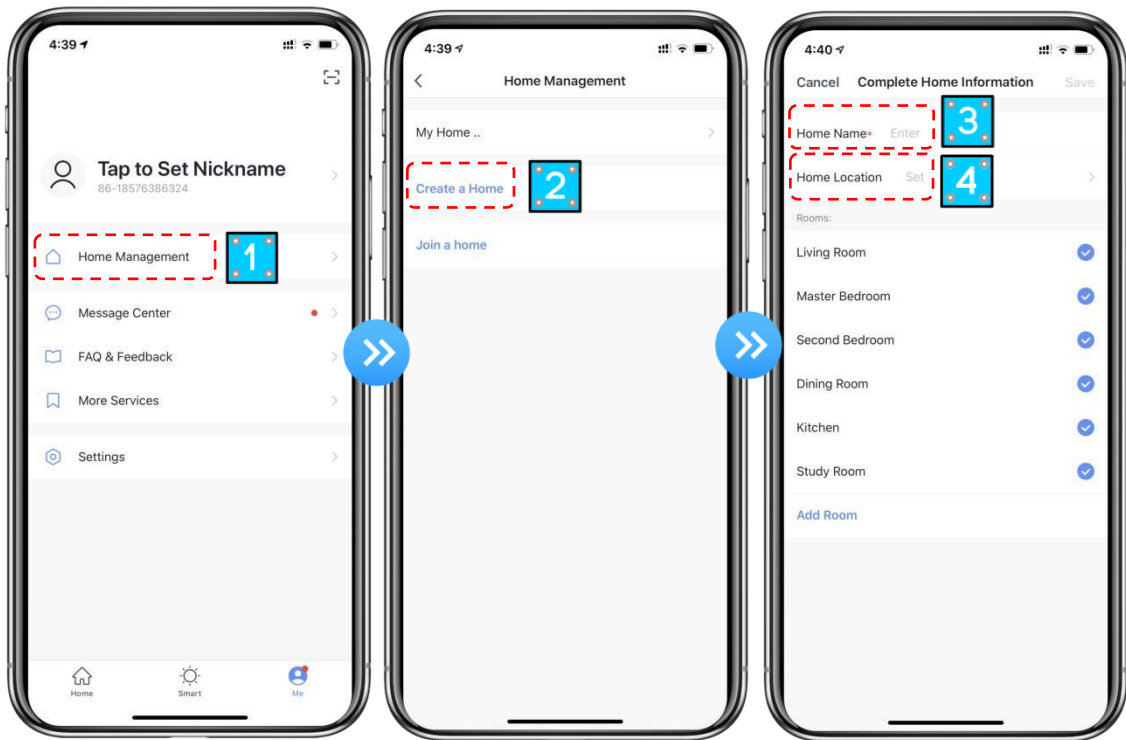 4:39
Tap to Set Nickname
86-18576386324
Home Management
1
Message Center
FAQ & Feedback
More Services
Settings
Home
Smart
Me
4:39
Home Management
My Home ..
Create a Home
2
Join a home
4:40
Cancel Complete Home Information Save
Home Name* Enter
3
Home Location Set
4
Rooms:
Living Room
Master Bedroom
Second Bedroom
Dining Room
Kitchen
Study Room
Add Room